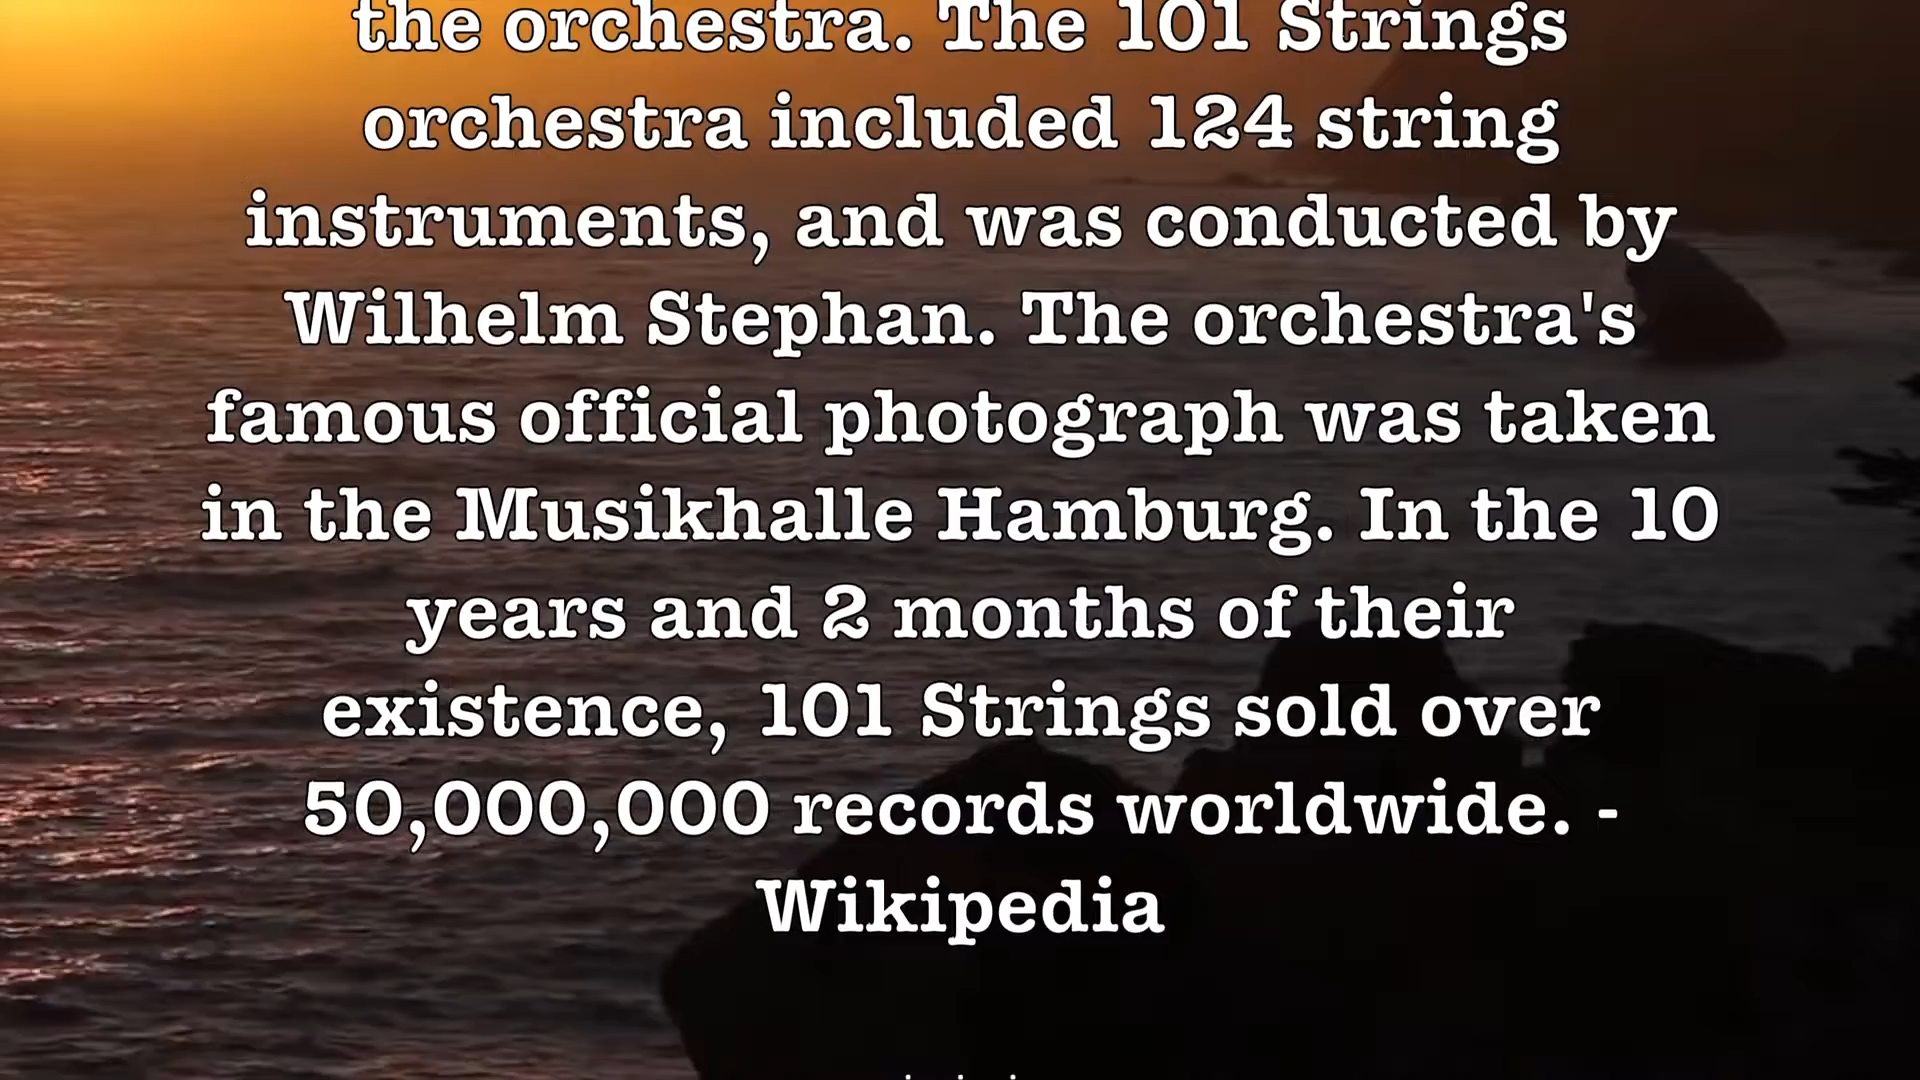 the orchestra. The 101 Strings
orchestra included 124 string
instruments, and was conducted by
Wilhelm Stephan. The orchestra's
famous official photograph was taken
in the Musikhalle Hamburg. In the 10
years and 2 months of their
existence, 101 Strings sold over
50,000,000 records worldwide. -
Wikipedia